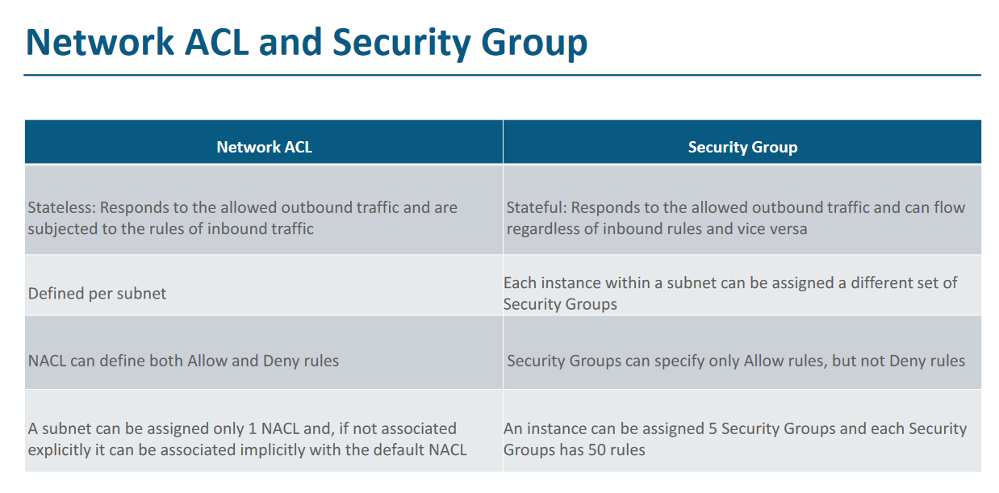 Network ACL and Security Group
Network ACL
Security Group
Stateless: Responds to the allowed outbound traffic and are
subjected to the rules of inbound traffic
Stateful: Responds to the allowed outbound traffic and can flow
regardless of inbound rules and vice versa
Defined per subnet
Each instance within a subnet can be assigned a different set of
Security Groups
NACL can define both Allow and Deny rules
Security Groups can specify only Allow rules, but not Deny rules
A subnet can be assigned only 1 NACL and, if not associated
explicitly it can be associated implicitly with the default NACL
An instance can be assigned 5 Security Groups and each Security
Groups has 50 rules